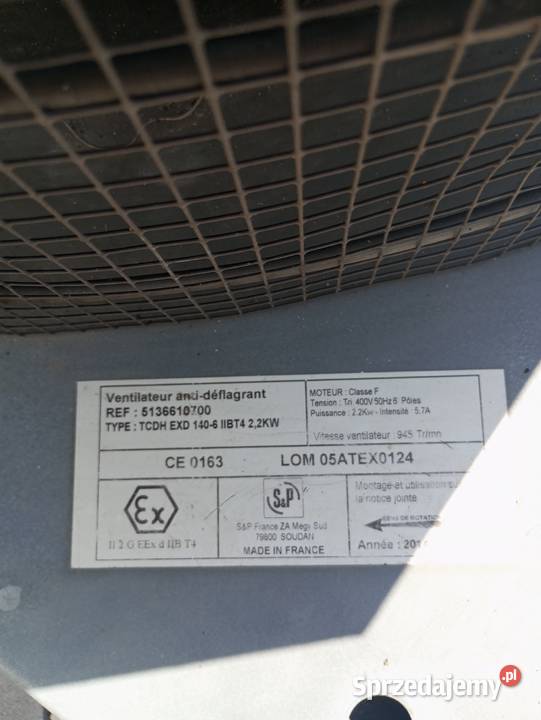 Ventilateur anti-déflagrant
REF : 5136610700
TYPE : TCDH EXD 140-6 IIBT4 2,2KW
MOTEUR : Classe F
Tension : Tri 400V 50Hz 6 Pôles
Puissance : 2.2Kw - Intensité : 5.7A
Vitesse ventilateur : 945 Tr/mn
CE 0163
LOM 05ATEX0124
Ex
II 2 G EEx d IIB T4
S&P
S&P France ZA Megy Sud
79800 SOUDAN
MADE IN FRANCE
Montage et utilisation
la notice jointe
SENS DE ROTATION
Année :
Sprzedajemy.pl